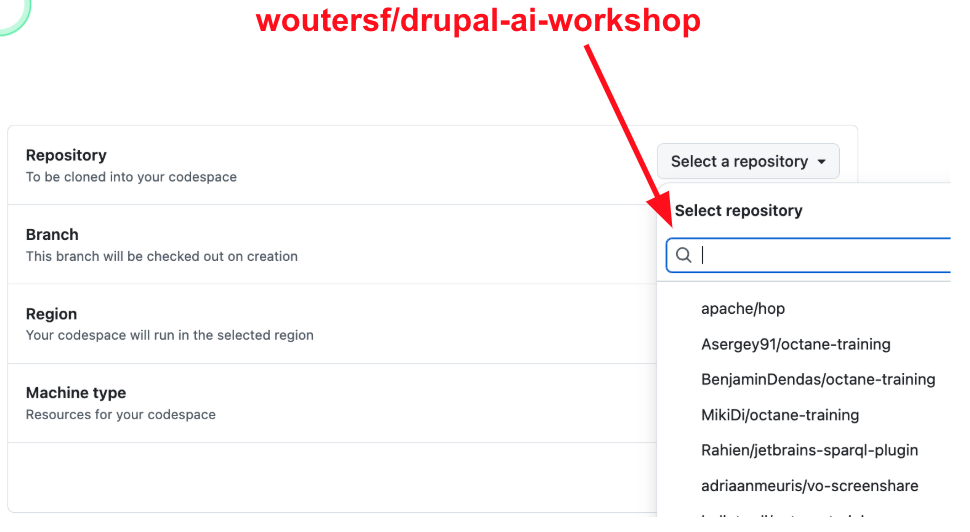 woutersf/drupal-ai-workshop
Repository
To be cloned into your codespace
Select a repository
Select repository
Branch
This branch will be checked out on creation
Region
Your codespace will run in the selected region
Machine type
Resources for your codespace
apache/hop
Asergey91/octane-training
BenjaminDendas/octane-training
MikiDi/octane-training
Rahien/jetbrains-sparql-plugin
adriaanmeuris/vo-screenshare